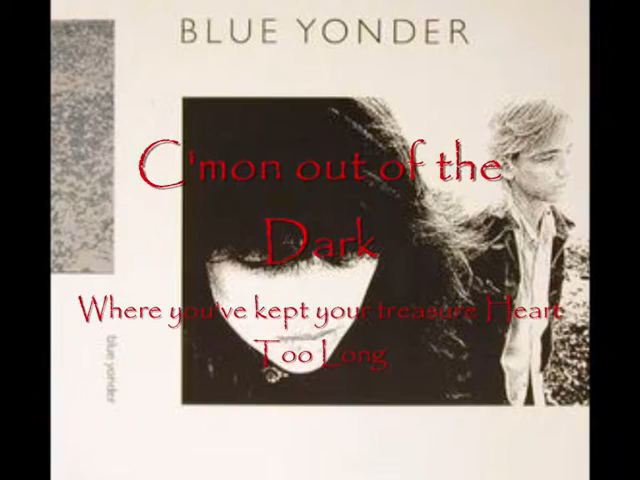 BLUE YONDER
C'mon out of the
Dark
Where you've kept your treasure Heart
Too Long
blue yonder